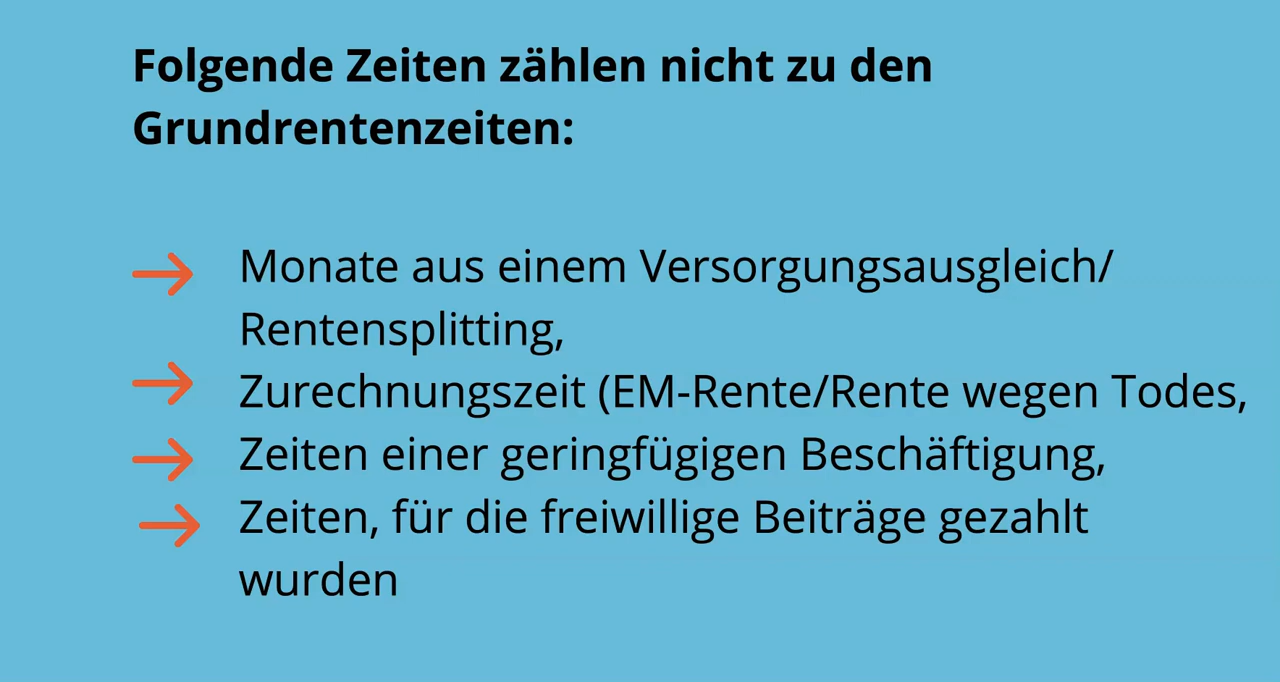 Folgende Zeiten zählen nicht zu den
Grundrentenzeiten:
Monate aus einem Versorgungsausgleich/
Rentensplitting,
Zurechnungszeit (EM-Rente/Rente wegen Todes,
Zeiten einer geringfügigen Beschäftigung,
Zeiten, für die freiwillige Beiträge gezahlt
wurden